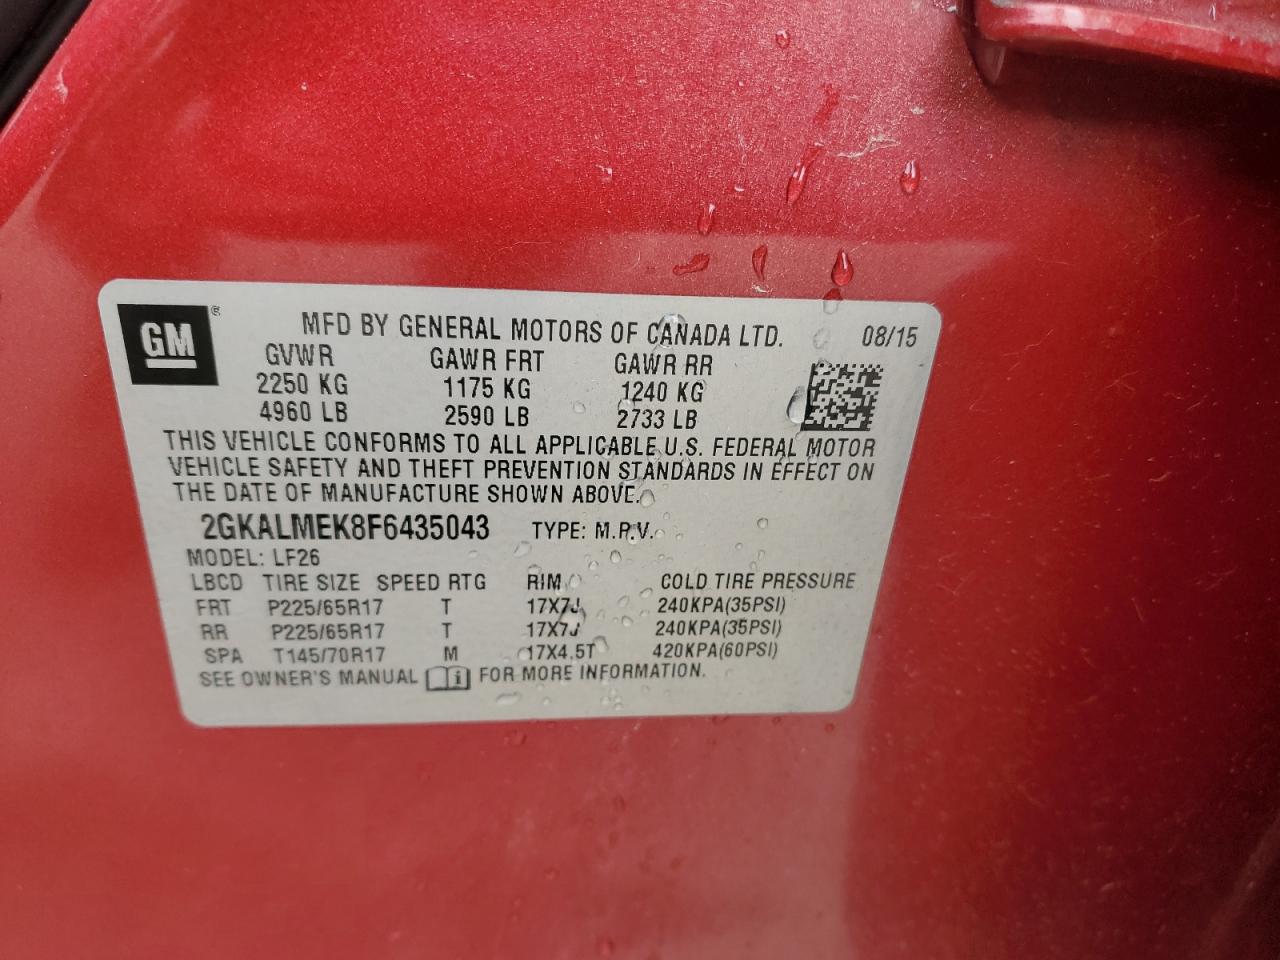 GM ®
MFD BY GENERAL MOTORS OF CANADA LTD. 08/15
GVWR GAWR FRT GAWR RR
2250 KG 1175 KG 1240 KG
4960 LB 2590 LB 2733 LB
THIS VEHICLE CONFORMS TO ALL APPLICABLE U.S. FEDERAL MOTOR
VEHICLE SAFETY AND THEFT PREVENTION STANDARDS IN EFFECT ON
THE DATE OF MANUFACTURE SHOWN ABOVE.
2GKALMEK8F6435043 TYPE: M.P.V.
MODEL: LF26
LBCD TIRE SIZE SPEED RTG RIM COLD TIRE PRESSURE
FRT P225/65R17 T 17X7J 240KPA(35PSI)
RR P225/65R17 T 17X7J 240KPA(35PSI)
SPA T145/70R17 M 17X4.5T 420KPA(60PSI)
SEE OWNER'S MANUAL i FOR MORE INFORMATION.